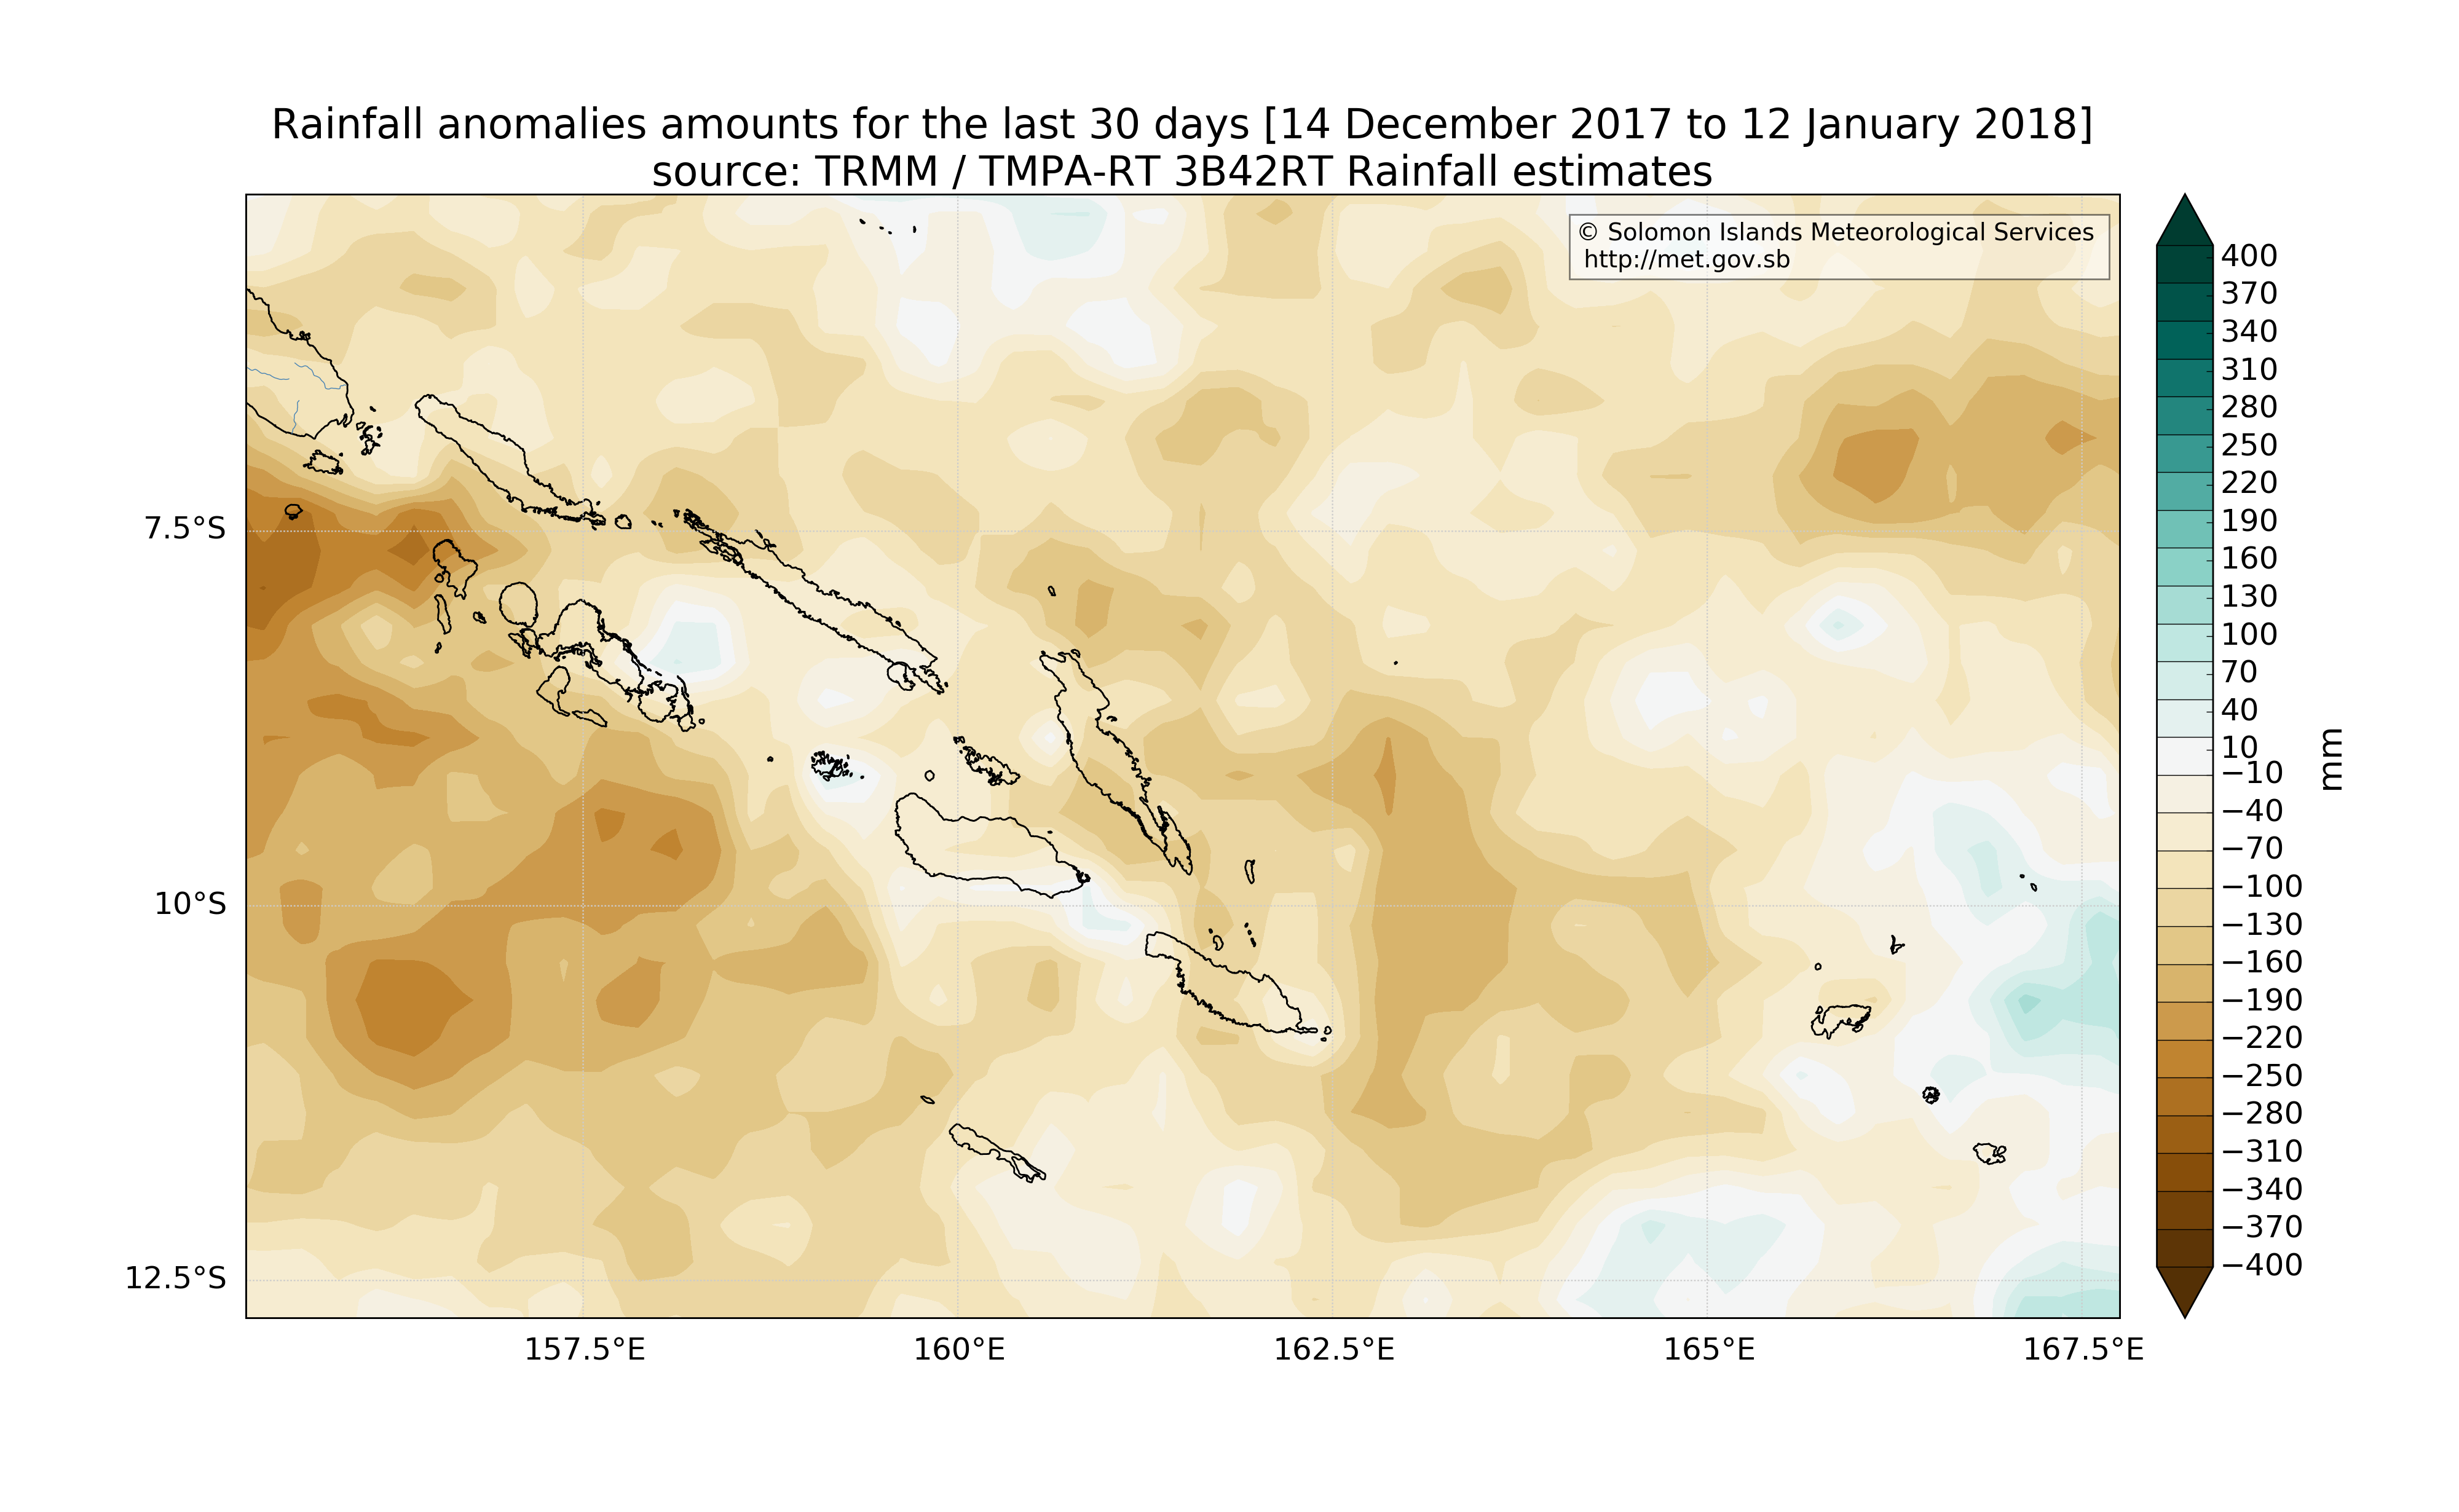 Rainfall anomalies amounts for the last 30 days [14 December 2017 to 12 January 2018]
source: TRMM / TMPA-RT 3B42RT Rainfall estimates
© Solomon Islands Meteorological Services
http://met.gov.sb
7.5°S
10°S
12.5°S
157.5°E
160°E
162.5°E
165°E
167.5°E
400
370
340
310
280
250
220
190
160
130
100
70
40
10
−10
−40
−70
−100
−130
−160
−190
−220
−250
−280
−310
−340
−370
−400
mm